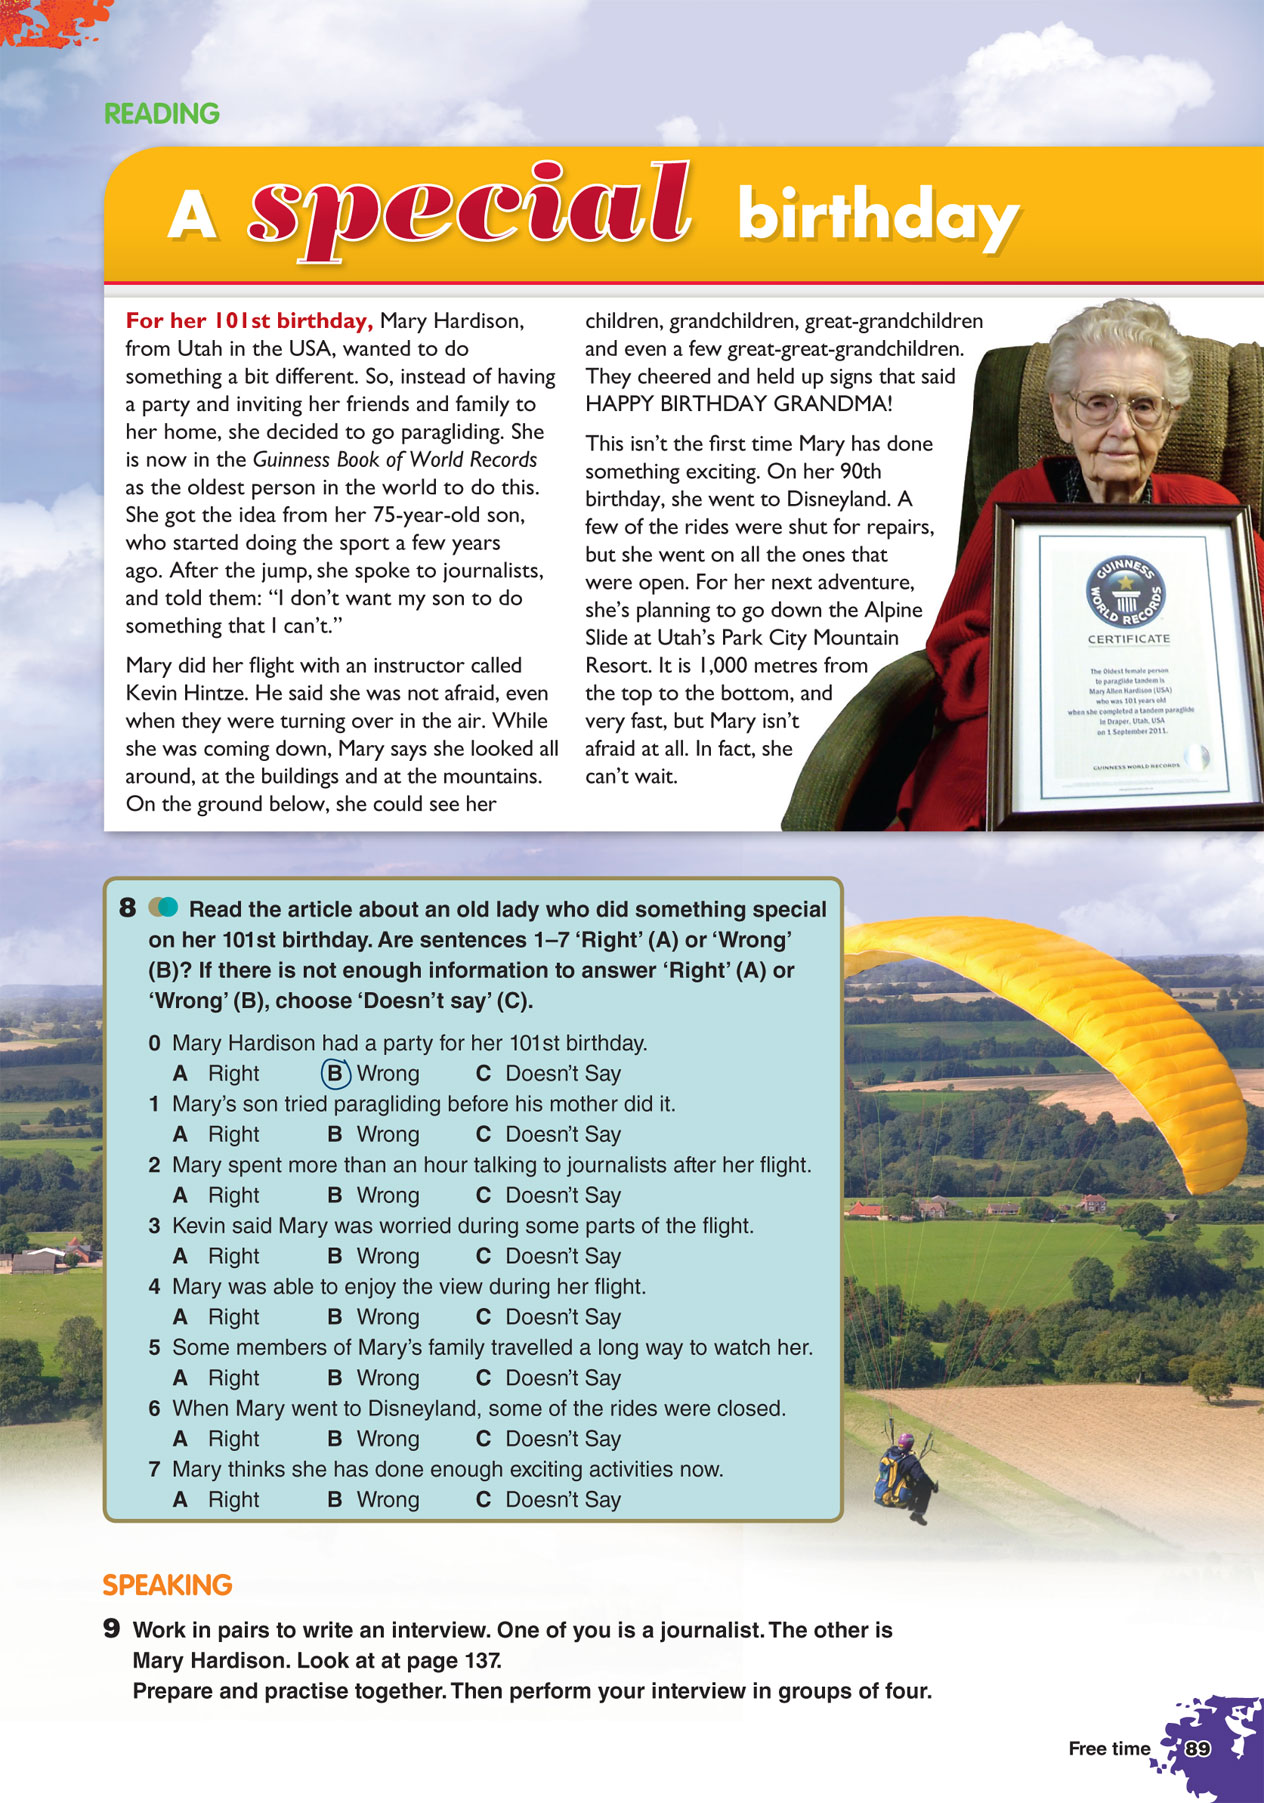 READING
A special birthday
For her 101st birthday, Mary Hardison,
from Utah in the USA, wanted to do
something a bit different. So, instead of having
a party and inviting her friends and family to
her home, she decided to go paragliding. She
is now in the Guinness Book of World Records
as the oldest person in the world to do this.
She got the idea from her 75-year-old son,
who started doing the sport a few years
ago. After the jump, she spoke to journalists,
and told them: “I don’t want my son to do
something that I can’t.”
Mary did her flight with an instructor called
Kevin Hintze. He said she was not afraid, even
when they were turning over in the air. While
she was coming down, Mary says she looked all
around, at the buildings and at the mountains.
On the ground below, she could see her
children, grandchildren, great-grandchildren
and even a few great-great-grandchildren.
They cheered and held up signs that said
HAPPY BIRTHDAY GRANDMA!
This isn’t the first time Mary has done
something exciting. On her 90th
birthday, she went to Disneyland. A
few of the rides were shut for repairs,
but she went on all the ones that
were open. For her next adventure,
she’s planning to go down the Alpine
Slide at Utah’s Park City Mountain
Resort. It is 1,000 metres from
the top to the bottom, and
very fast, but Mary isn’t
afraid at all. In fact, she
can’t wait.
GUINNESS
WORLD RECORDS
CERTIFICATE
The Oldest female person
to paraglide tandem is
Mary Allen Hardison (USA)
who was 101 years old
when she completed a tandem paraglide
in Draper, Utah, USA
on 1 September 2011.
GUINNESS WORLD RECORDS
8 Read the article about an old lady who did something special
on her 101st birthday. Are sentences 1–7 ‘Right’ (A) or ‘Wrong’
(B)? If there is not enough information to answer ‘Right’ (A) or
‘Wrong’ (B), choose ‘Doesn’t say’ (C).
0 Mary Hardison had a party for her 101st birthday.
A Right B Wrong C Doesn’t Say
1 Mary’s son tried paragliding before his mother did it.
A Right B Wrong C Doesn’t Say
2 Mary spent more than an hour talking to journalists after her flight.
A Right B Wrong C Doesn’t Say
3 Kevin said Mary was worried during some parts of the flight.
A Right B Wrong C Doesn’t Say
4 Mary was able to enjoy the view during her flight.
A Right B Wrong C Doesn’t Say
5 Some members of Mary’s family travelled a long way to watch her.
A Right B Wrong C Doesn’t Say
6 When Mary went to Disneyland, some of the rides were closed.
A Right B Wrong C Doesn’t Say
7 Mary thinks she has done enough exciting activities now.
A Right B Wrong C Doesn’t Say
SPEAKING
9 Work in pairs to write an interview. One of you is a journalist. The other is
Mary Hardison. Look at at page 137.
Prepare and practise together. Then perform your interview in groups of four.
Free time 89